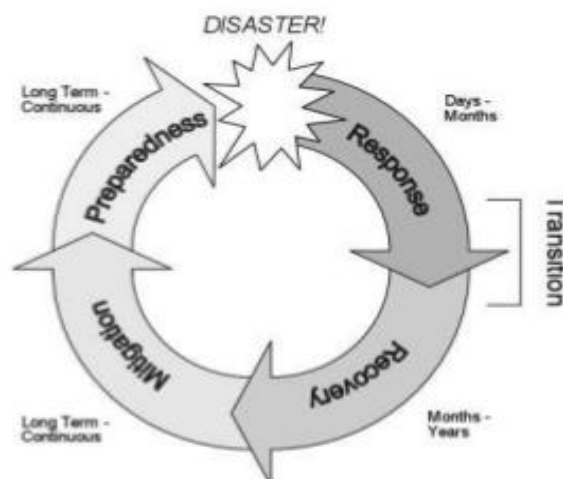 DISASTER!
Long Term -
Continuous
Days -
Months
Preparedness
Response
Transition
Mitigation
Recovery
Long Term -
Continuous
Months -
Years